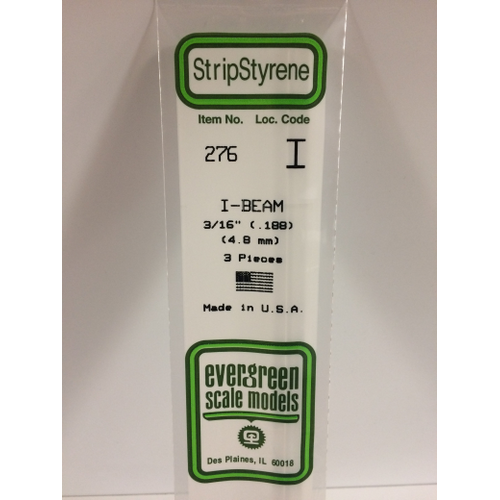 StripStyrene
Item No. Loc. Code
276 I
I-BEAM
3/16" (.188)
(4.8 mm)
3 Pieces
Made in U.S.A.
evergreen
scale models
Des Plaines, IL 60018